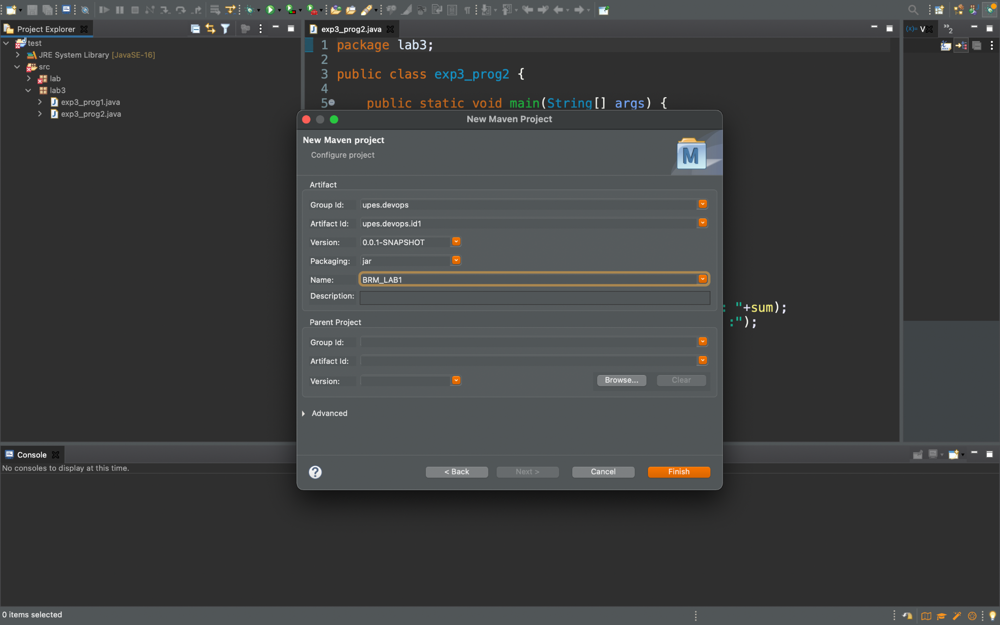 Project Explorer
test
JRE System Library [JavaSE-16]
src
lab
lab3
exp3_prog1.java
exp3_prog2.java
exp3_prog2.java
1 package lab3;
2
3 public class exp3_prog2 {
4
5 public static void main(String[] args) {
: "+sum);
:");
(x)= V
»2
New Maven Project
New Maven project
Configure project
M
Artifact
Group Id: upes.devops
Artifact Id: upes.devops.id1
Version: 0.0.1-SNAPSHOT
Packaging: jar
Name: BRM_LAB1
Description:
Parent Project
Group Id:
Artifact Id:
Version:
Browse... Clear
Advanced
? < Back Next > Cancel Finish
Console
No consoles to display at this time.
0 items selected